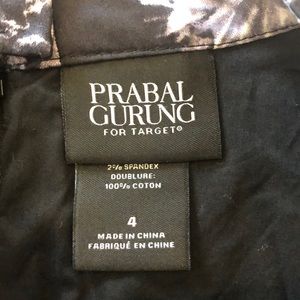 PRABAL
GURUNG
FOR TARGET®
2% SPANDEX
DOUBLURE:
100% COTON
4
MADE IN CHINA
FABRIQUÉ EN CHINE